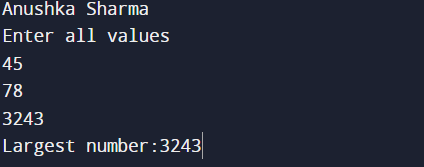 Anushka Sharma
Enter all values
45
78
3243
Largest number:3243